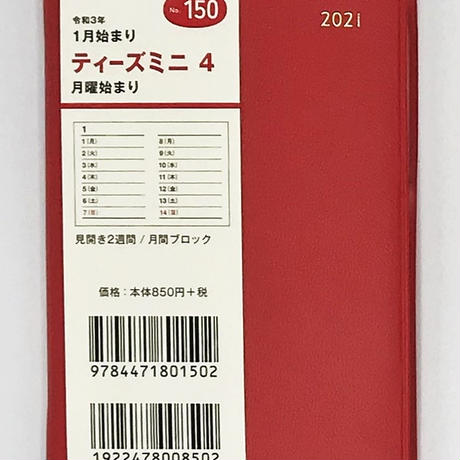 No. 150
2021
令和3年
1月始まり
ティーズミニ 4
月曜始まり
1
1(月) 8(月)
2(火) 9(火)
3(水) 10(水)
4(木) 11(木)
5(金) 12(金)
6(土) 13(土)
7(日) 14(日)
見開き2週間/月間ブロック
価格:本体850円+税
9784471801502
1922478008502